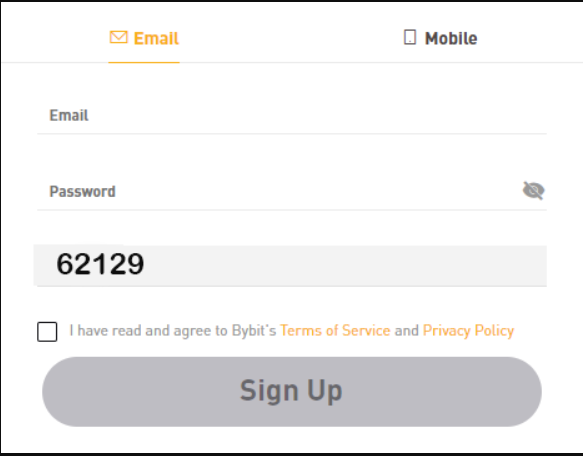 Email Mobile
Email
Password
62129
I have read and agree to Bybit's Terms of Service and Privacy Policy
Sign Up